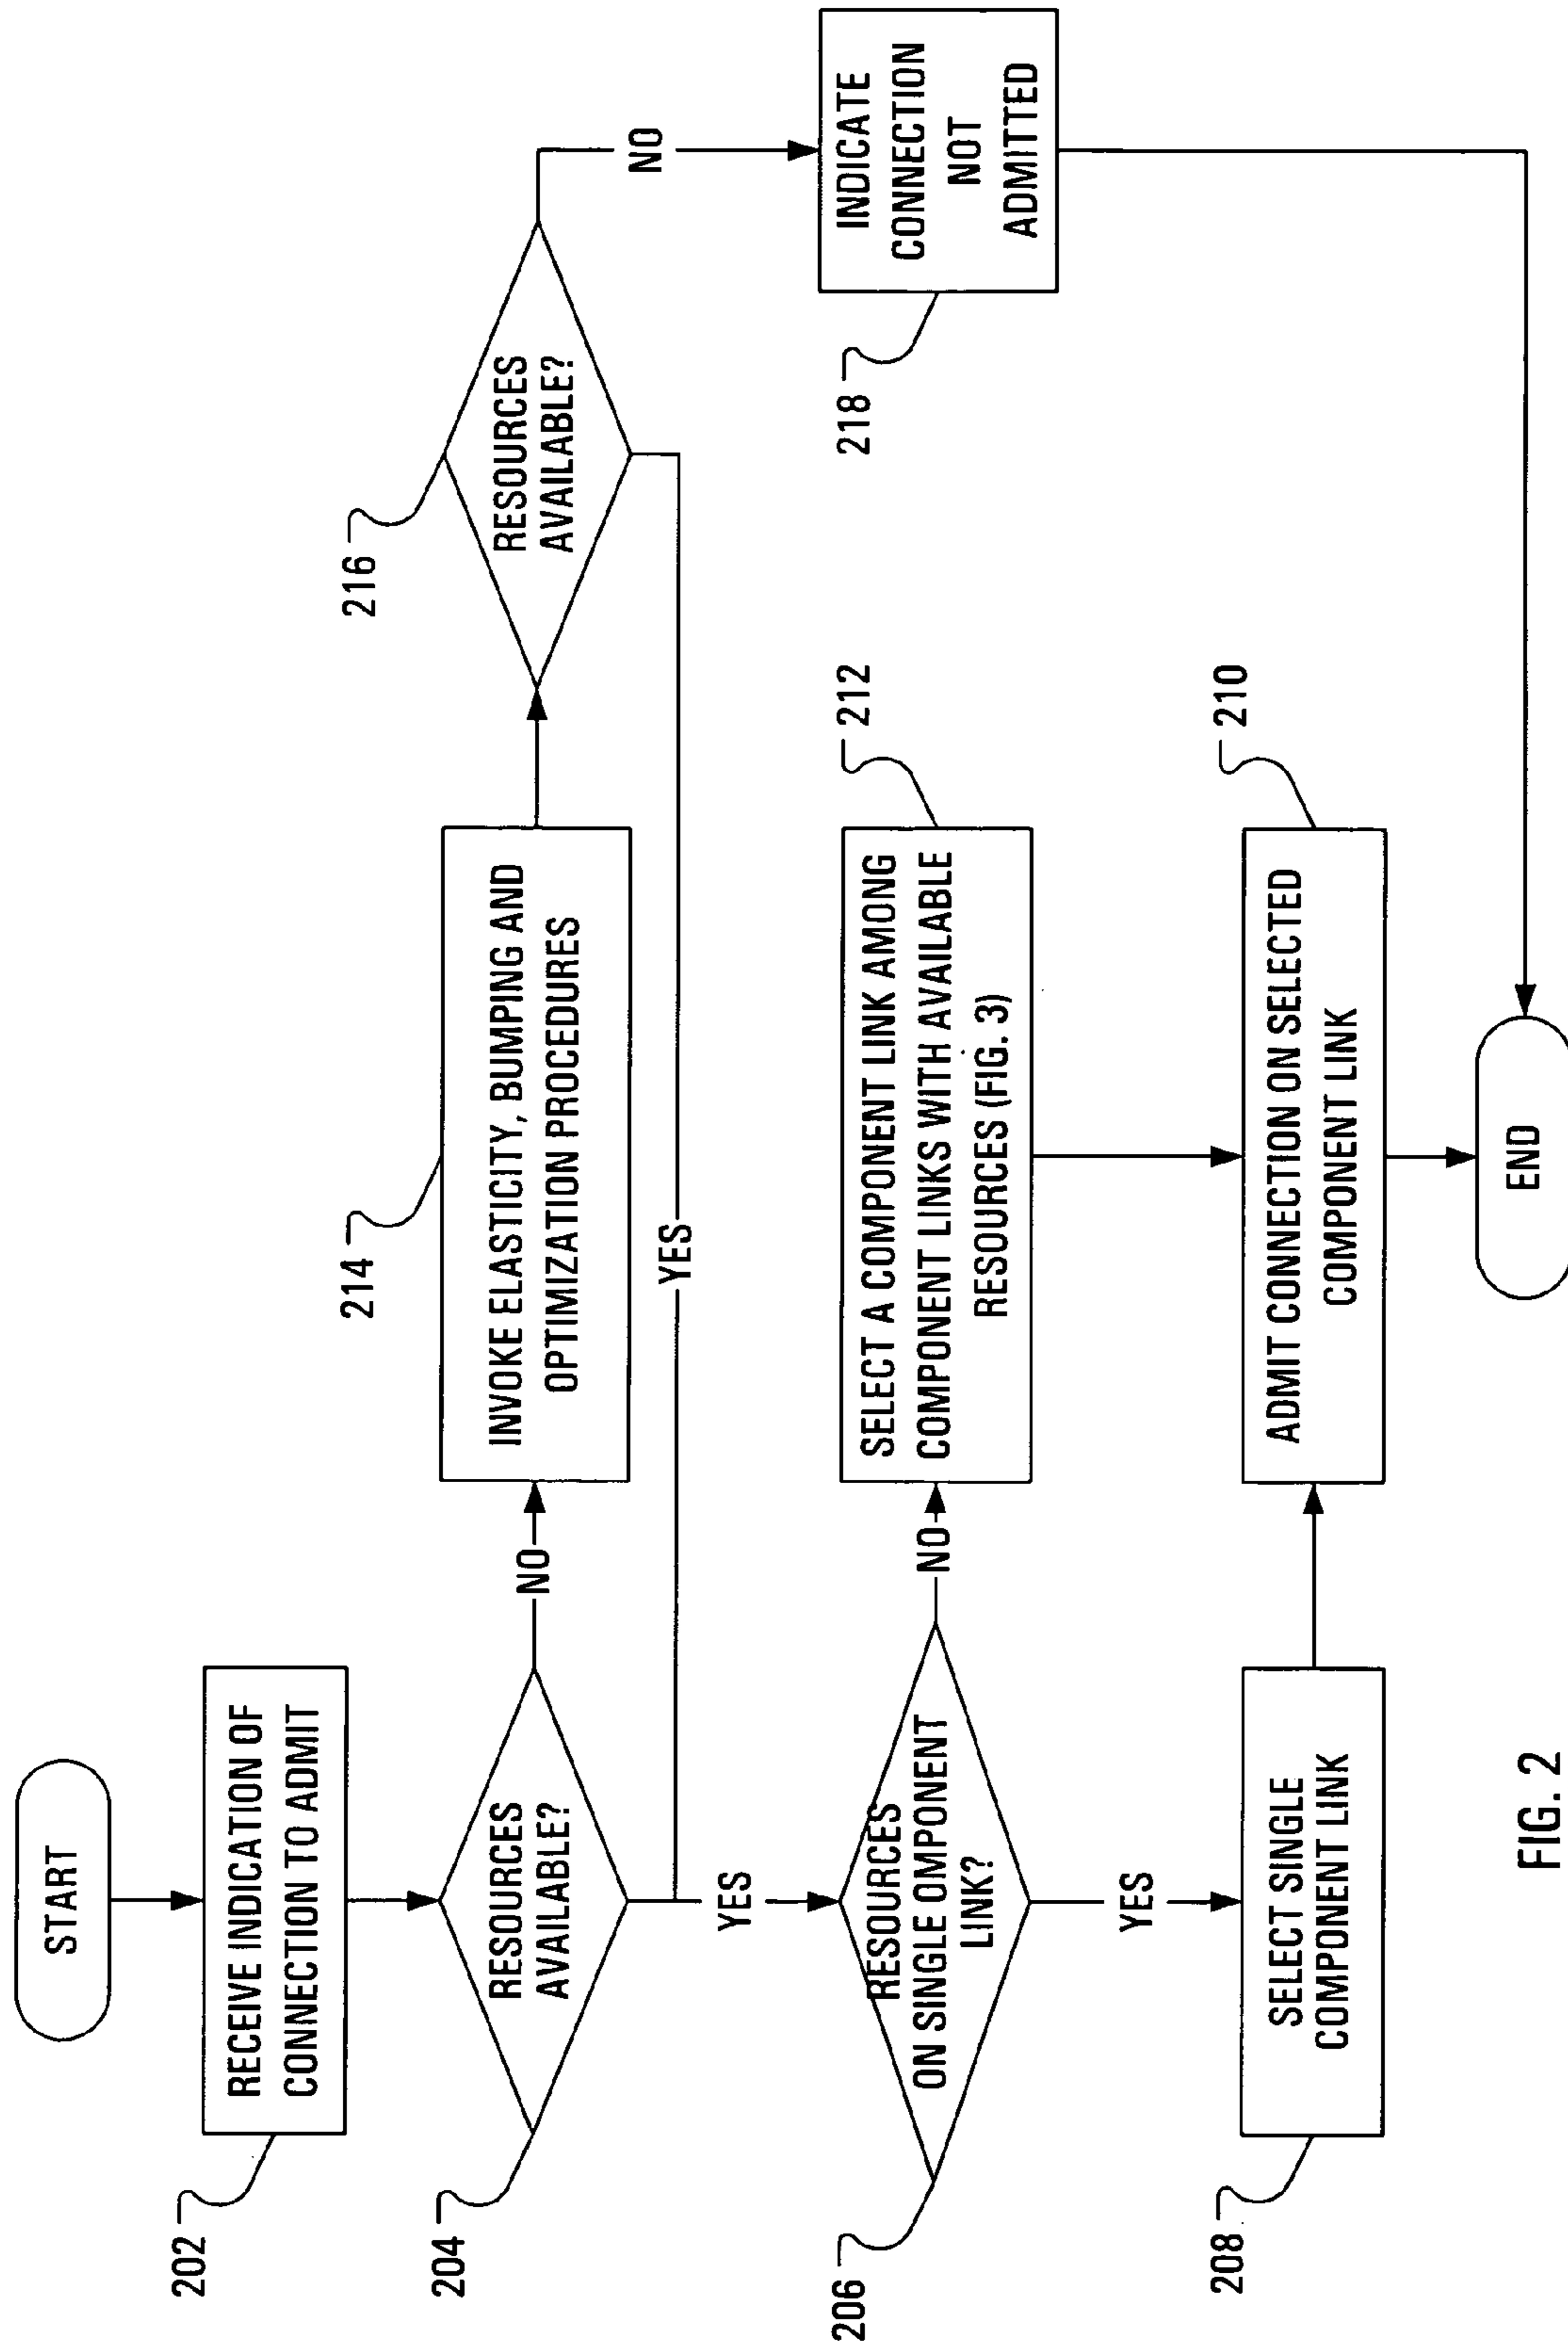 START
202
RECEIVE INDICATION OF
CONNECTION TO ADMIT
204
RESOURCES
AVAILABLE?
NO
214
INVOKE ELASTICITY, BUMPING AND
OPTIMIZATION PROCEDURES
216
RESOURCES
AVAILABLE?
NO
YES
YES
206
RESOURCES
ON SINGLE OMPONENT
LINK?
NO
212
SELECT A COMPONENT LINK AMONG
COMPONENT LINKS WITH AVAILABLE
RESOURCES (FIG. 3)
218
INDICATE
CONNECTION
NOT
ADMITTED
YES
208
SELECT SINGLE
COMPONENT LINK
210
ADMIT CONNECTION ON SELECTED
COMPONENT LINK
END
FIG. 2